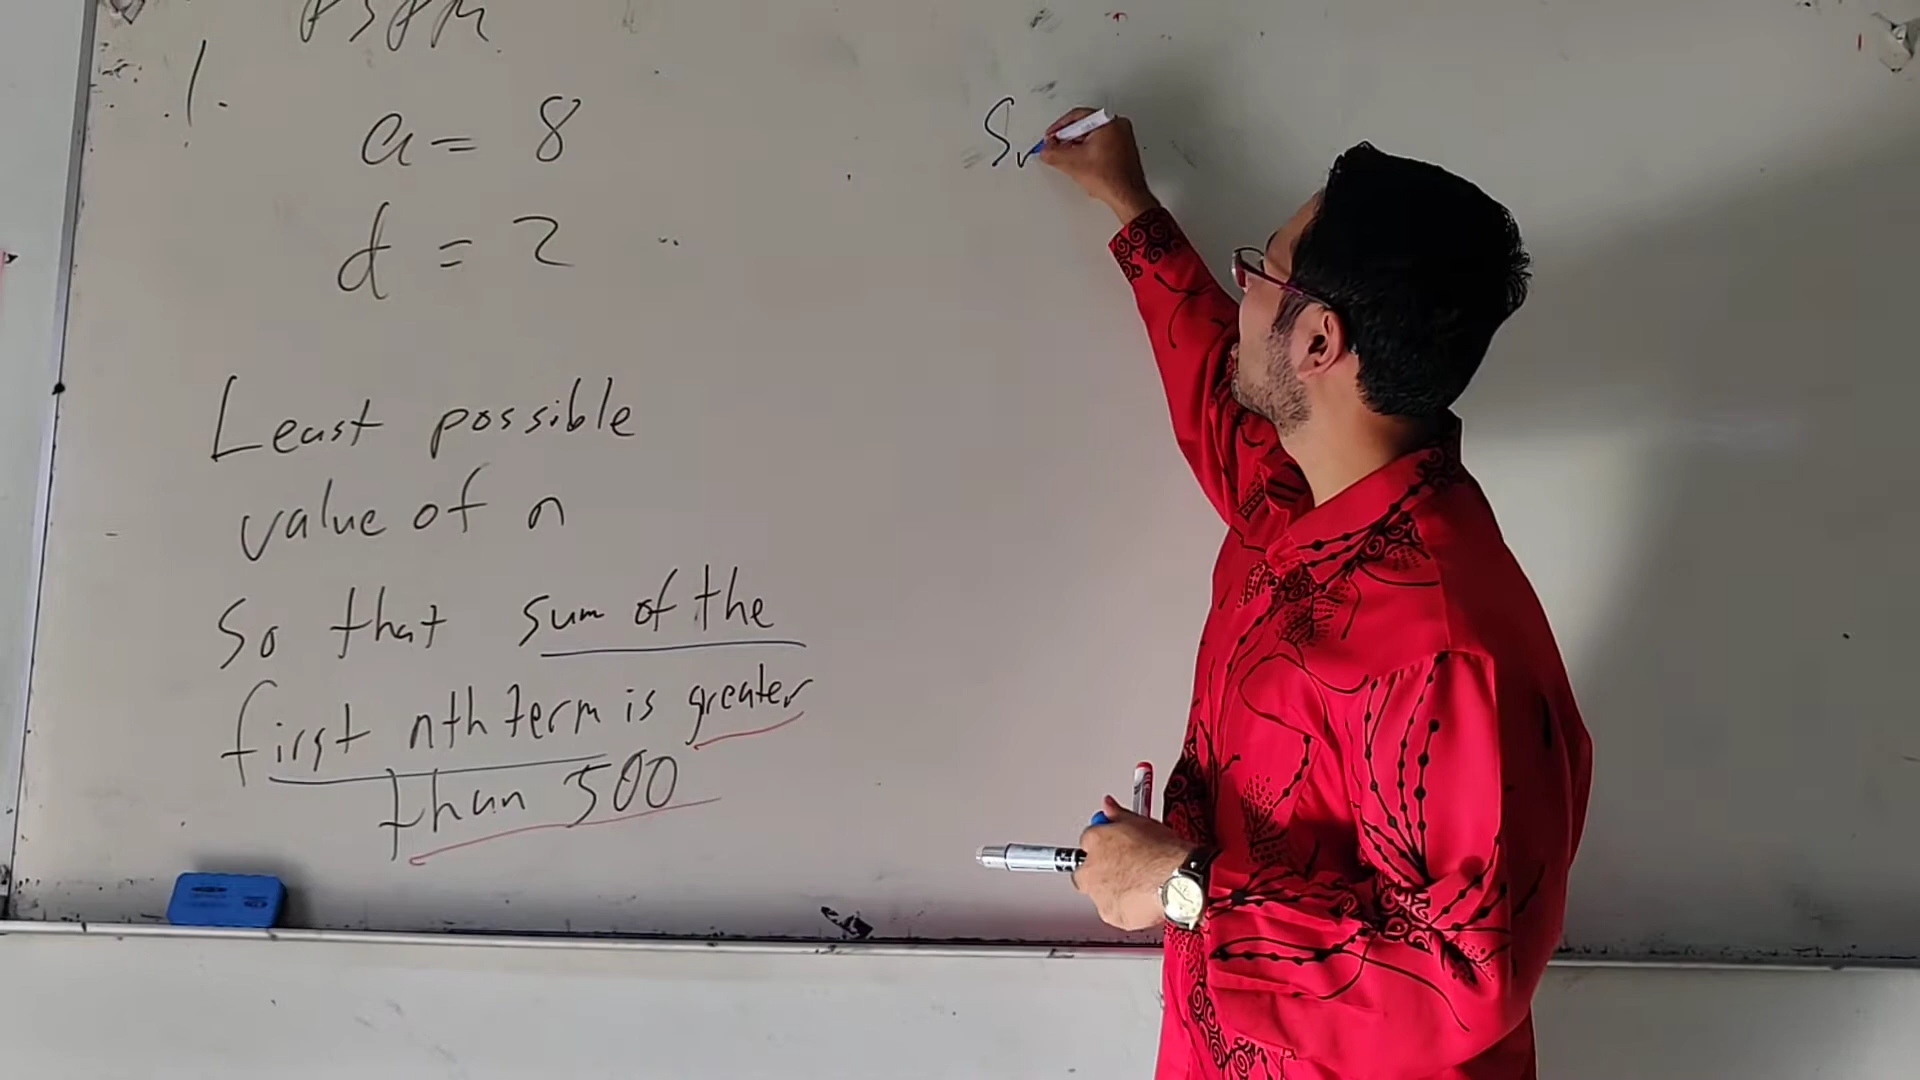 1.
a = 8
d = 2
Least possible
value of n
So that sum of the
first nth term is greater
than 500
Sn